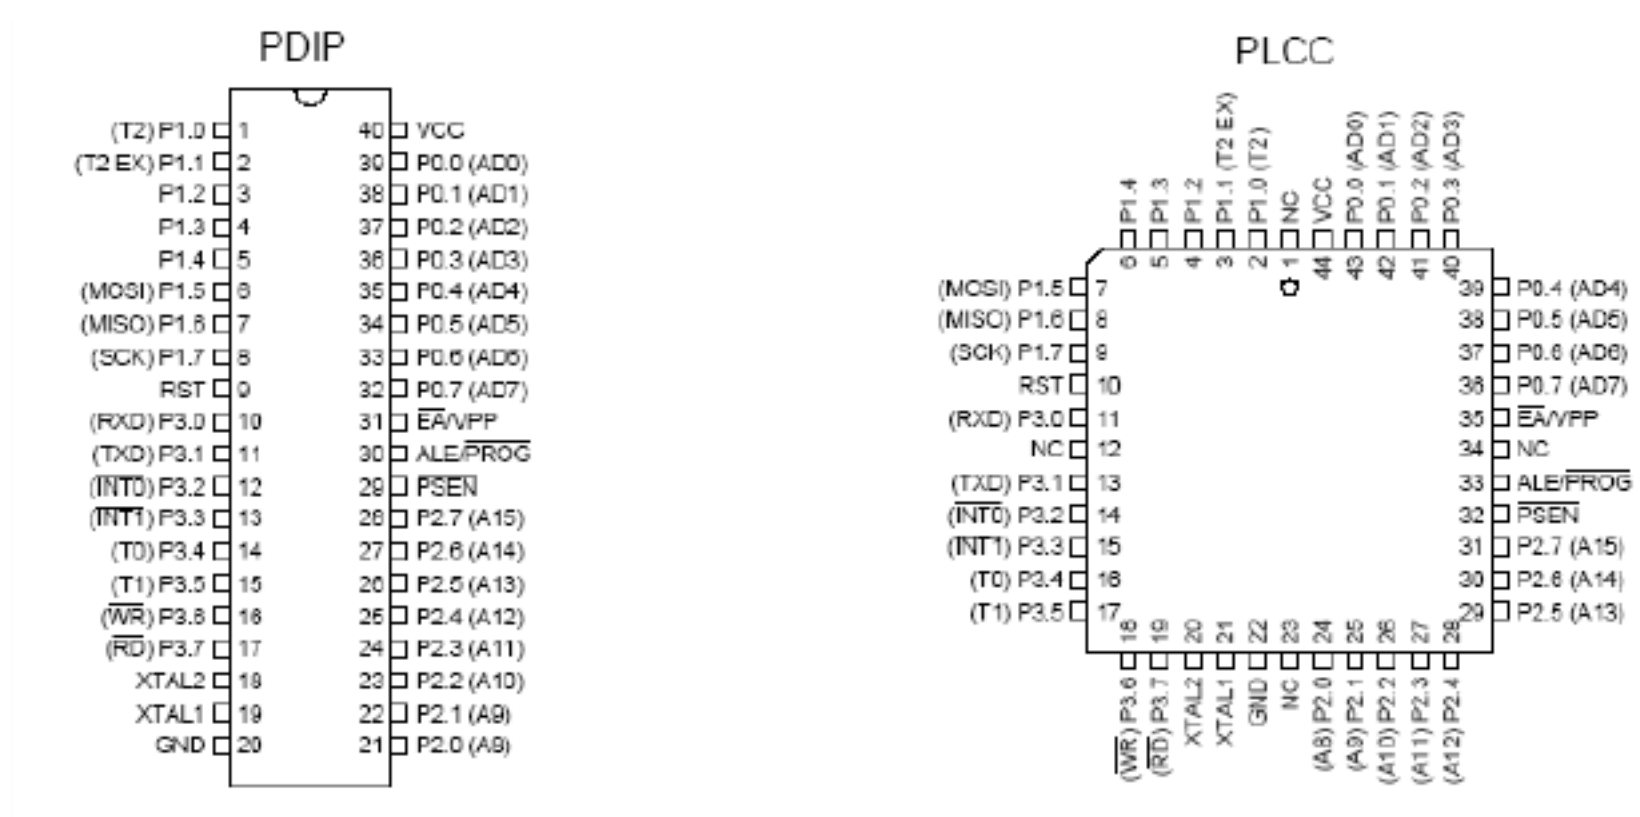 PDIP
(T2) P1.0 1 40 VCC
(T2 EX) P1.1 2 39 P0.0 (AD0)
P1.2 3 38 P0.1 (AD1)
P1.3 4 37 P0.2 (AD2)
P1.4 5 36 P0.3 (AD3)
(MOSI) P1.5 6 35 P0.4 (AD4)
(MISO) P1.6 7 34 P0.5 (AD5)
(SCK) P1.7 8 33 P0.6 (AD6)
RST 9 32 P0.7 (AD7)
(RXD) P3.0 10 31 EA/VPP
(TXD) P3.1 11 30 ALE/PROG
(INT0) P3.2 12 29 PSEN
(INT1) P3.3 13 28 P2.7 (A15)
(T0) P3.4 14 27 P2.6 (A14)
(T1) P3.5 15 26 P2.5 (A13)
(WR) P3.6 16 25 P2.4 (A12)
(RD) P3.7 17 24 P2.3 (A11)
XTAL2 18 23 P2.2 (A10)
XTAL1 19 22 P2.1 (A9)
GND 20 21 P2.0 (A8)
PLCC
P1.4
P1.3
P1.2
P1.1 (T2 EX)
P1.0 (T2)
NC
VCC
P0.0 (AD0)
P0.1 (AD1)
P0.2 (AD2)
P0.3 (AD3)
6 5 4 3 2 1 44 43 42 41 40
(MOSI) P1.5 7 39 P0.4 (AD4)
(MISO) P1.6 8 38 P0.5 (AD5)
(SCK) P1.7 9 37 P0.6 (AD6)
RST 10 36 P0.7 (AD7)
(RXD) P3.0 11 35 EA/VPP
NC 12 34 NC
(TXD) P3.1 13 33 ALE/PROG
(INT0) P3.2 14 32 PSEN
(INT1) P3.3 15 31 P2.7 (A15)
(T0) P3.4 16 30 P2.6 (A14)
(T1) P3.5 17 29 P2.5 (A13)
18 19 20 21 22 23 24 25 26 27 28
(WR) P3.6
(RD) P3.7
XTAL2
XTAL1
GND
NC
(A8) P2.0
(A9) P2.1
(A10) P2.2
(A11) P2.3
(A12) P2.4